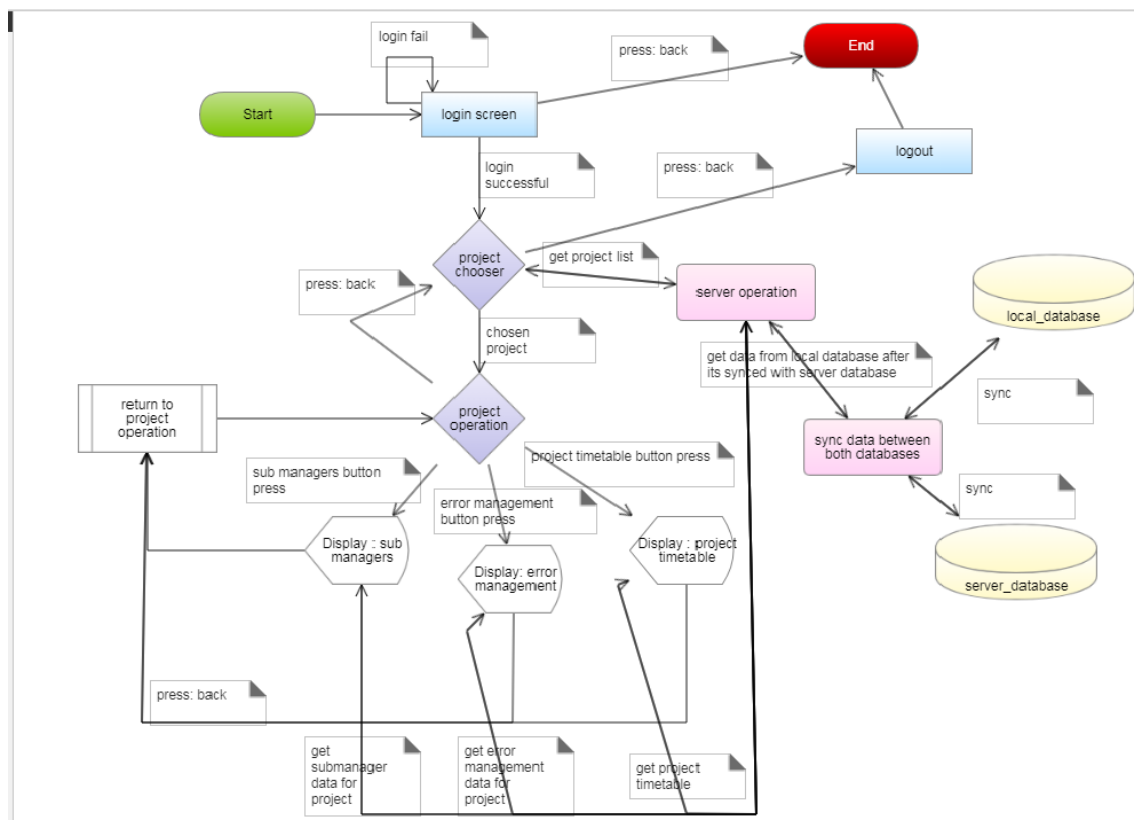 login fail
press: back
End
Start
login screen
logout
login
successful
press: back
project
chooser
get project list
server operation
press: back
local_database
chosen
project
get data from local database after
its synced with server database
sync
return to
project
operation
project
operation
sync data between
both databases
sub managers button
press
project timetable button press
error management
button press
sync
Display : sub
managers
Display : project
timetable
Display: error
management
server_database
press: back
get
submanager
data for
project
get error
management
data for
project
get project
timetable